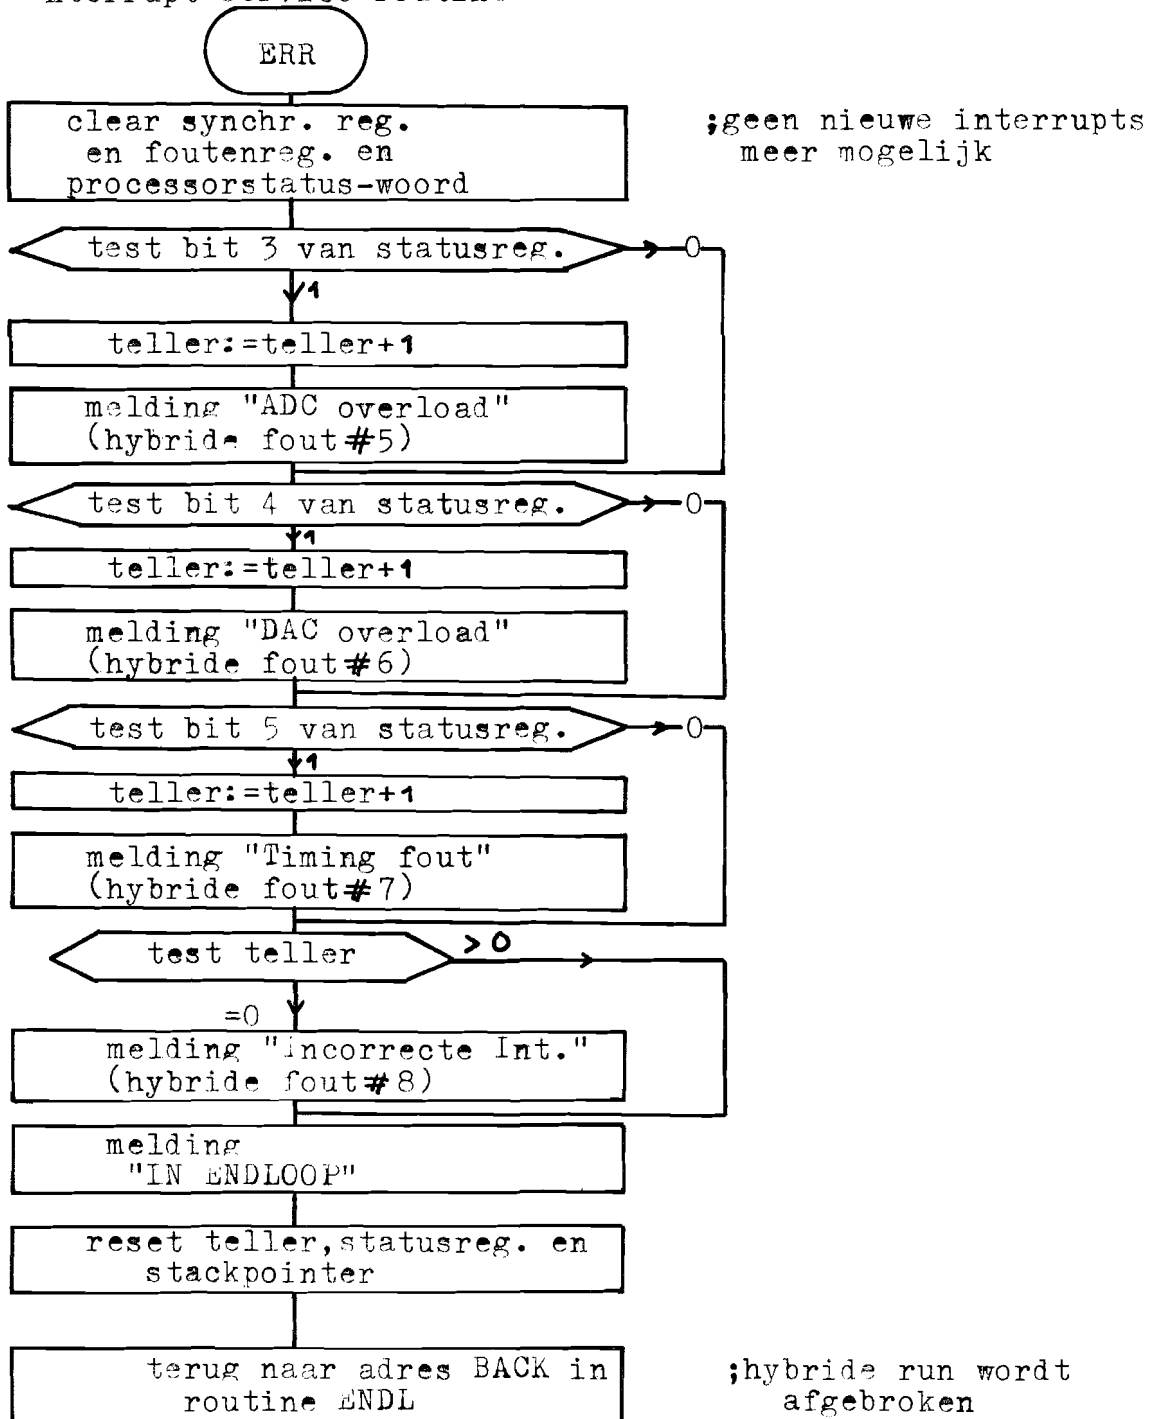 ERR
clear synchr. reg.
en foutenreg. en
processorstatus-woord
;geen nieuwe interrupts
meer mogelijk
test bit 3 van statusreg.
0
1
teller:=teller+1
melding "ADC overload"
(hybride fout#5)
test bit 4 van statusreg.
0
1
teller:=teller+1
melding "DAC overload"
(hybride fout#6)
test bit 5 van statusreg.
0
1
teller:=teller+1
melding "Timing fout"
(hybride fout#7)
test teller
>0
=0
melding "Incorrecte Int."
(hybride fout#8)
melding
"IN ENDLOOP"
reset teller,statusreg. en
stackpointer
terug naar adres BACK in
routine ENDL
;hybride run wordt
afgebroken